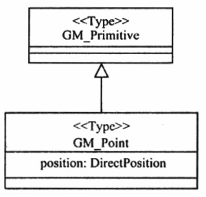 <<Type>>
GM_Primitive
<<Type>>
GM_Point
position: DirectPosition